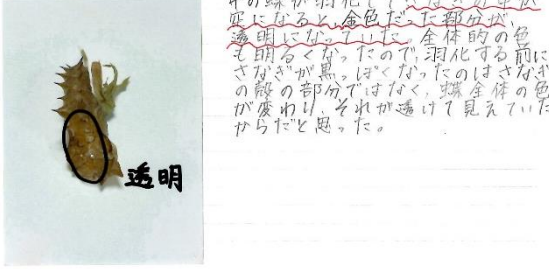 透明
の蝶が羽化して、さなぎの中が
空になると、金色だった部分が、
透明になっていた。全体的の色
も明るくなったので、羽化する前に
さなぎが黒っぽくなったのはさなぎ
の殻の部分ではなく、蝶全体の色
が変わり、それが透けて見えていた
からだと思った。